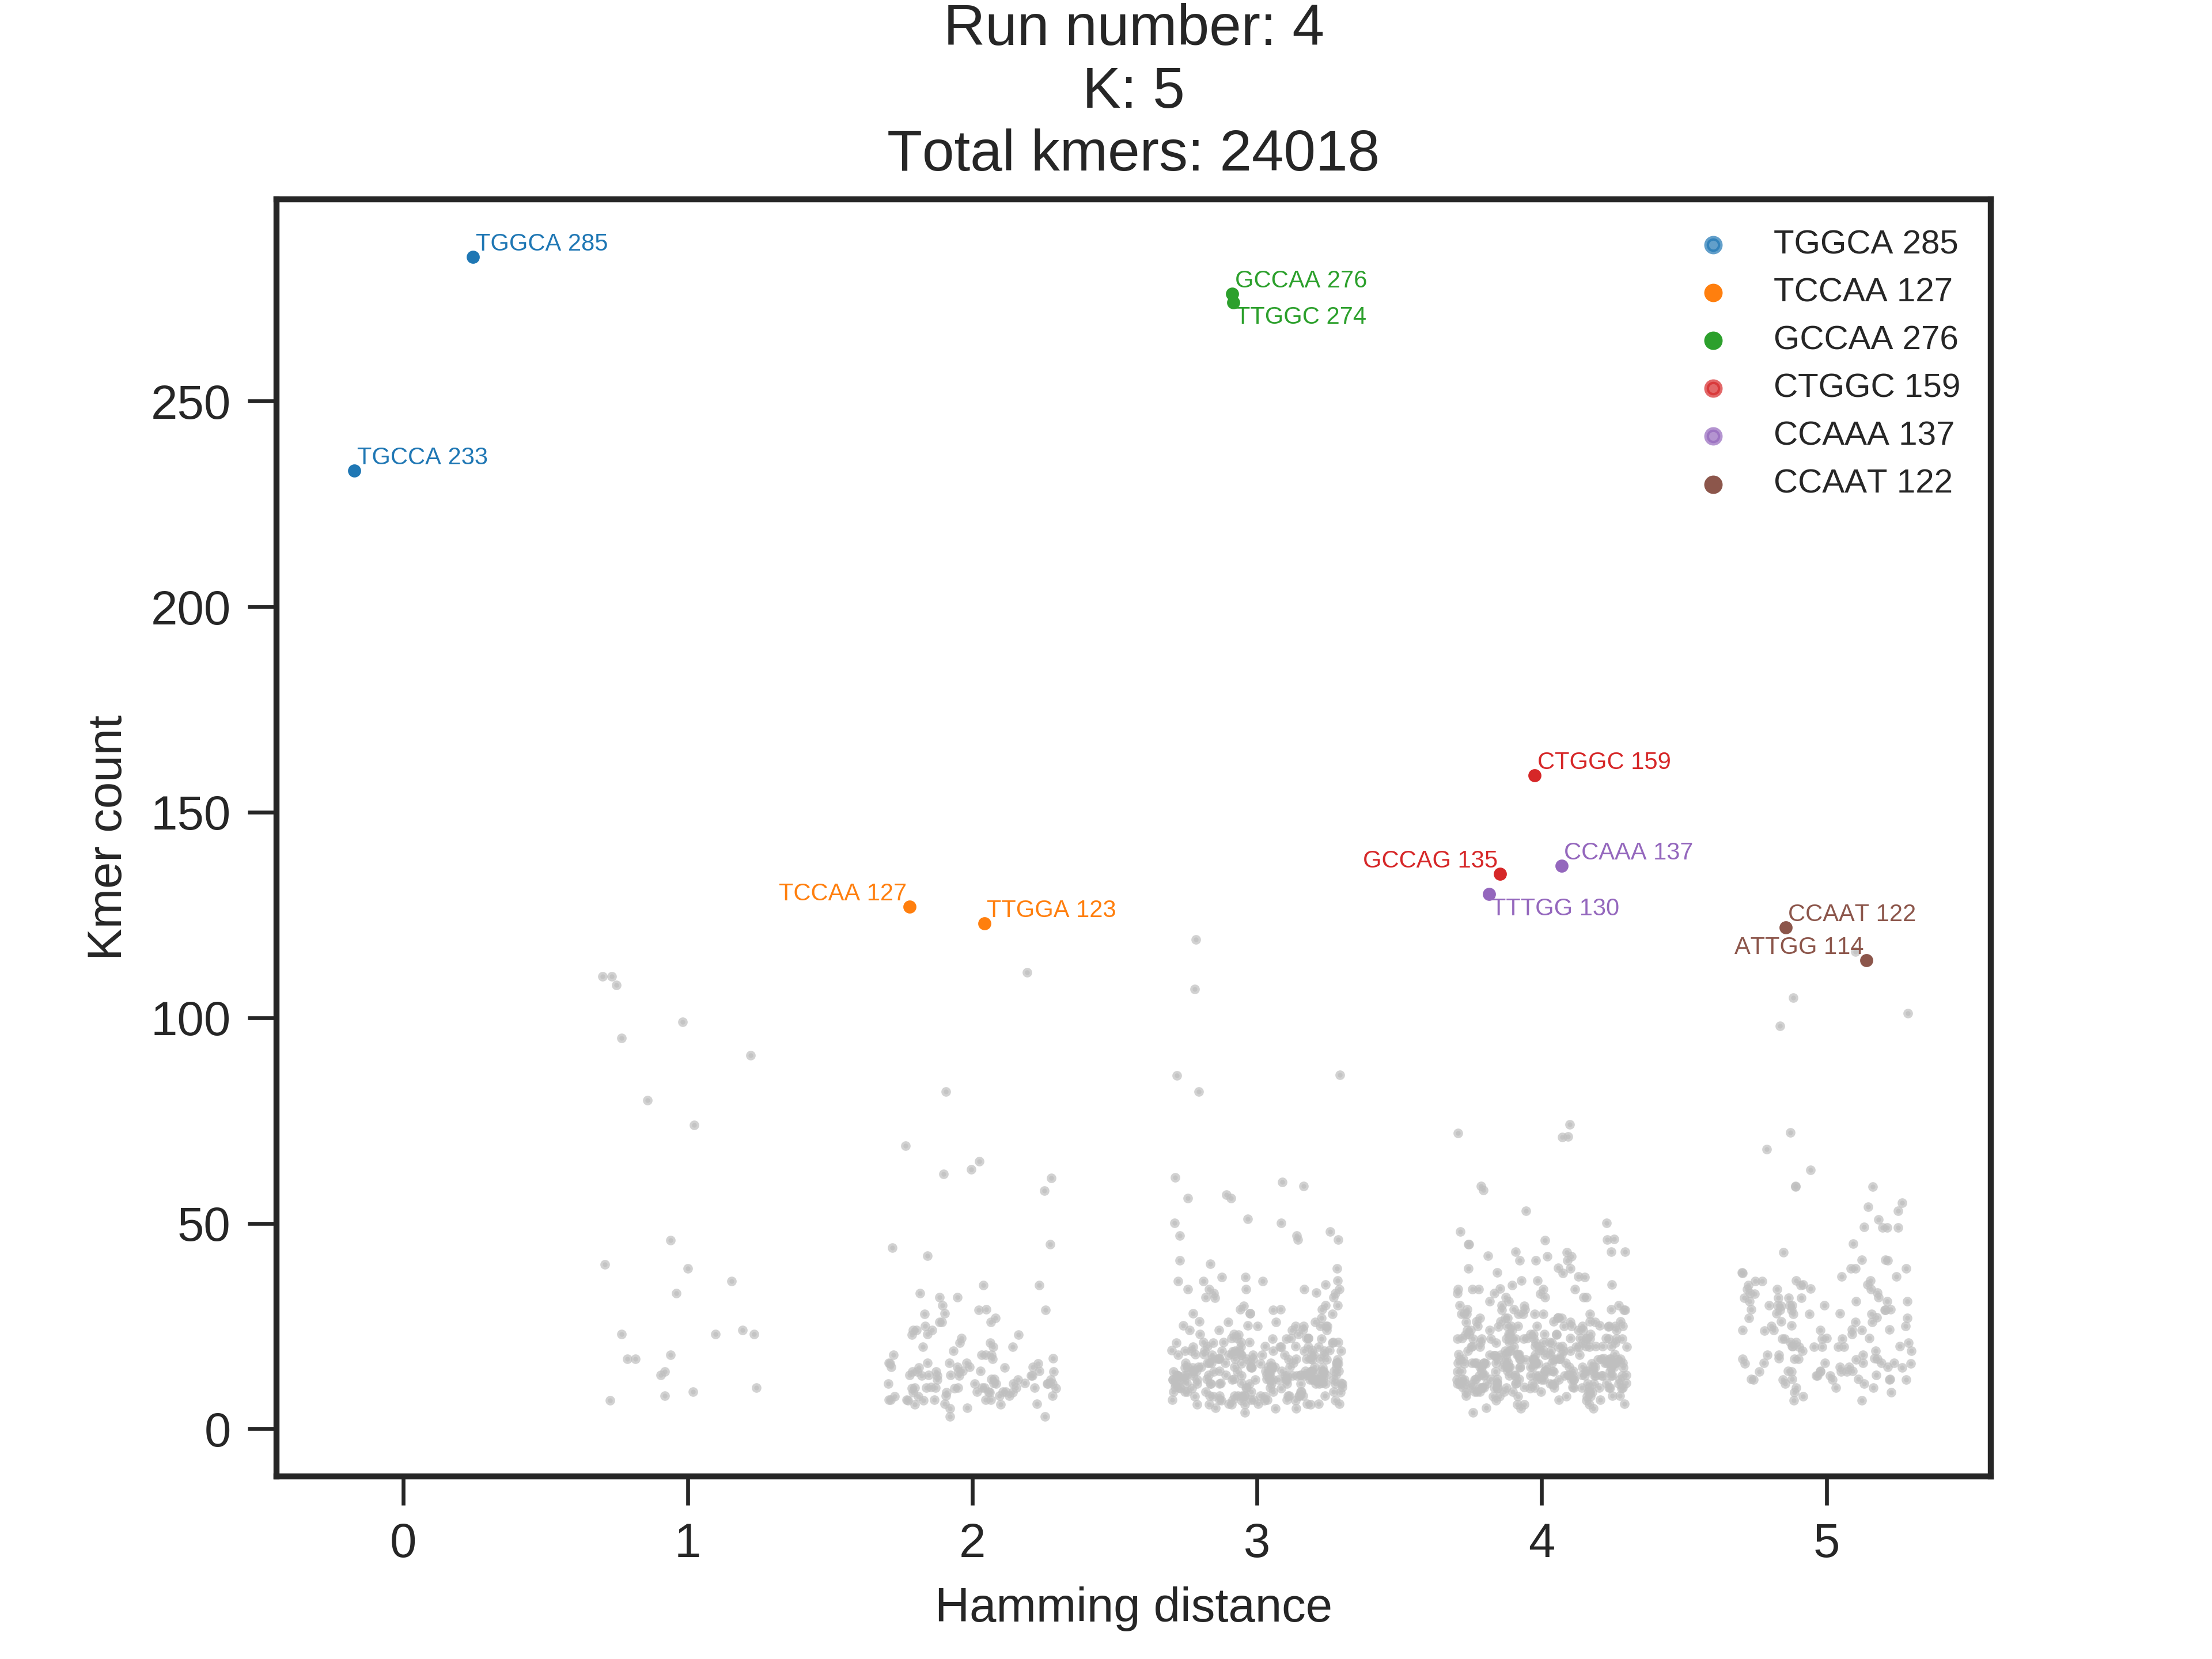 Run number: 4
K: 5
Total kmers: 24018
TGGCA 285
GCCAA 276
TTGGC 274
TGCCA 233
CTGGC 159
GCCAG 135
CCAAA 137
TTTGG 130
TCCAA 127
TTGGA 123
CCAAT 122
ATTGG 114
TGGCA 285
TCCAA 127
GCCAA 276
CTGGC 159
CCAAA 137
CCAAT 122
Kmer count
250
200
150
100
50
0
0 1 2 3 4 5
Hamming distance